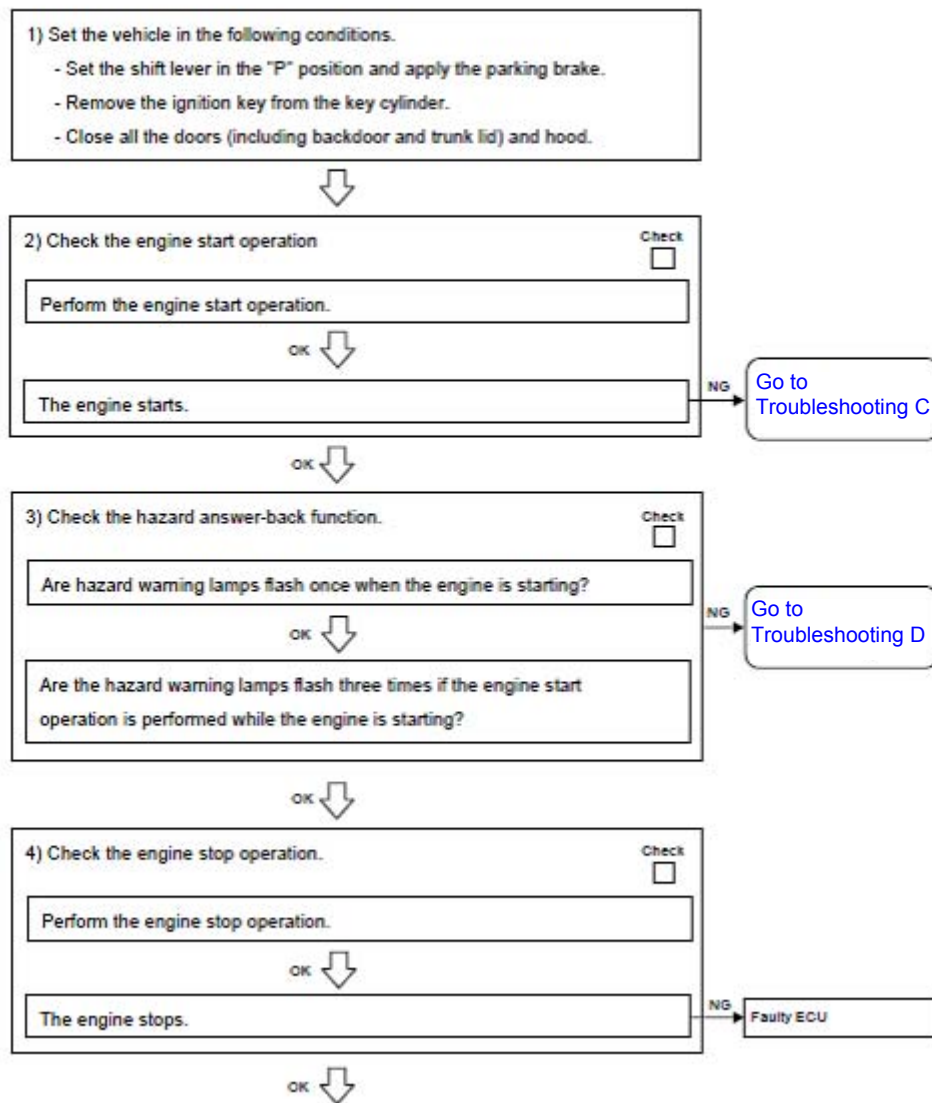 1) Set the vehicle in the following conditions.
- Set the shift lever in the "P" position and apply the parking brake.
- Remove the ignition key from the key cylinder.
- Close all the doors (including backdoor and trunk lid) and hood.
2) Check the engine start operation
Check
Perform the engine start operation.
OK
The engine starts.
NG
Go to
Troubleshooting C
OK
3) Check the hazard answer-back function.
Check
Are hazard warning lamps flash once when the engine is starting?
OK
NG
Go to
Troubleshooting D
Are the hazard warning lamps flash three times if the engine start
operation is performed while the engine is starting?
OK
4) Check the engine stop operation.
Check
Perform the engine stop operation.
OK
The engine stops.
NG
Faulty ECU
OK